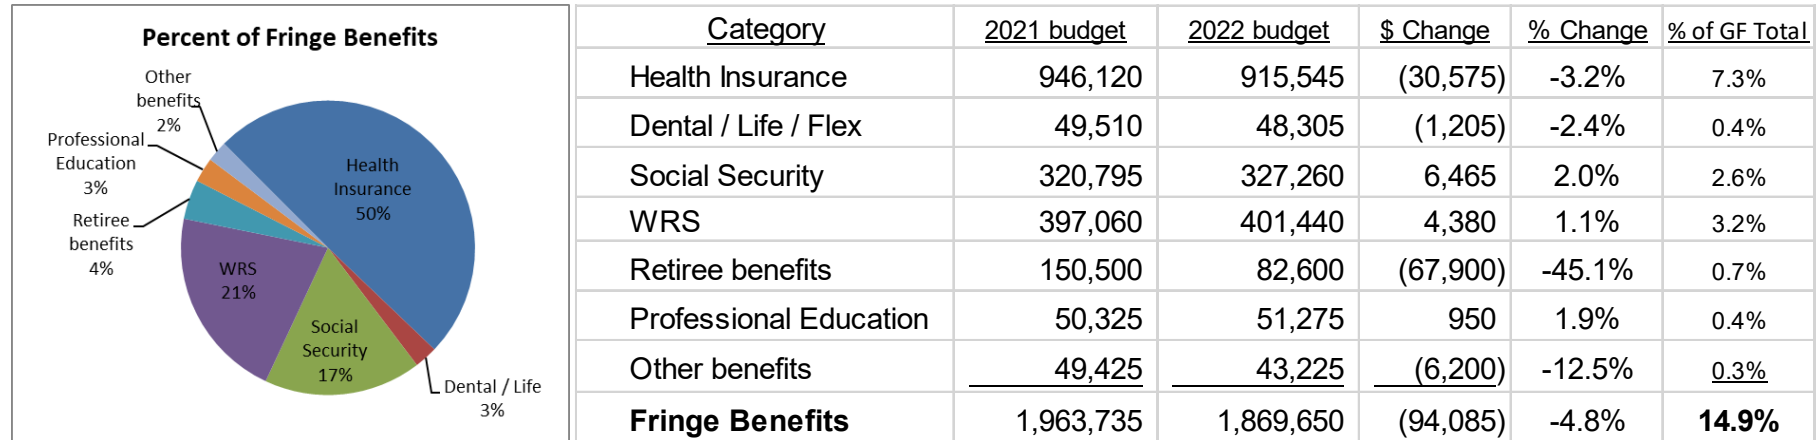 Percent of Fringe Benefits
Other
benefits
2%
Professional
Education
3%
Retiree
benefits
4%
WRS
21%
Social
Security
17%
Health
Insurance
50%
Dental / Life
3%
Category 2021 budget 2022 budget $ Change % Change % of GF Total
Health Insurance 946,120 915,545 (30,575) -3.2% 7.3%
Dental / Life / Flex 49,510 48,305 (1,205) -2.4% 0.4%
Social Security 320,795 327,260 6,465 2.0% 2.6%
WRS 397,060 401,440 4,380 1.1% 3.2%
Retiree benefits 150,500 82,600 (67,900) -45.1% 0.7%
Professional Education 50,325 51,275 950 1.9% 0.4%
Other benefits 49,425 43,225 (6,200) -12.5% 0.3%
Fringe Benefits 1,963,735 1,869,650 (94,085) -4.8% 14.9%